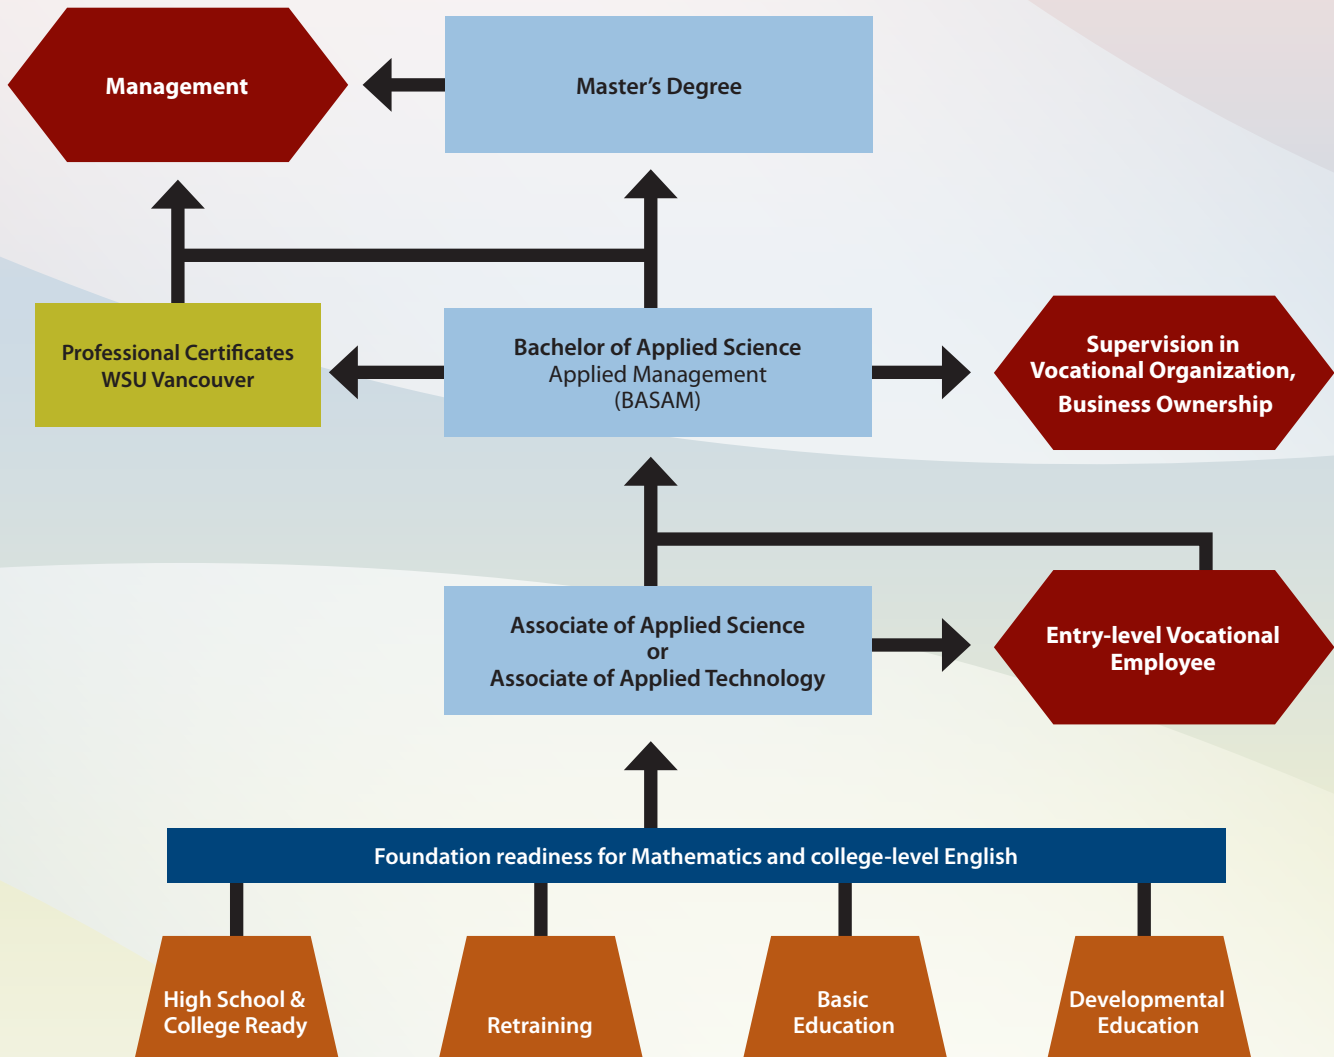 Management
Master's Degree
Professional Certificates
WSU Vancouver
Bachelor of Applied Science
Applied Management
(BASAM)
Supervision in
Vocational Organization,
Business Ownership
Associate of Applied Science
or
Associate of Applied Technology
Entry-level Vocational
Employee
Foundation readiness for Mathematics and college-level English
High School &
College Ready
Retraining
Basic
Education
Developmental
Education